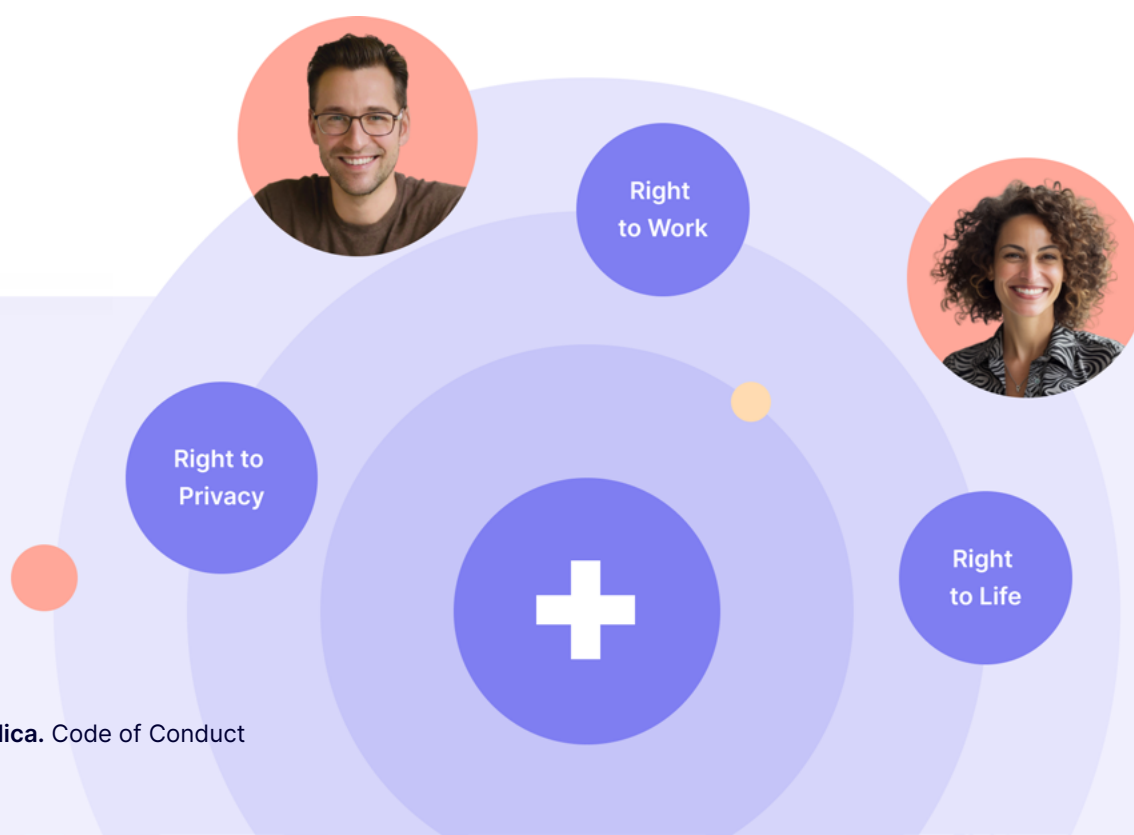 Right
to Work
Right to
Privacy
Right
to Life
lica. Code of Conduct